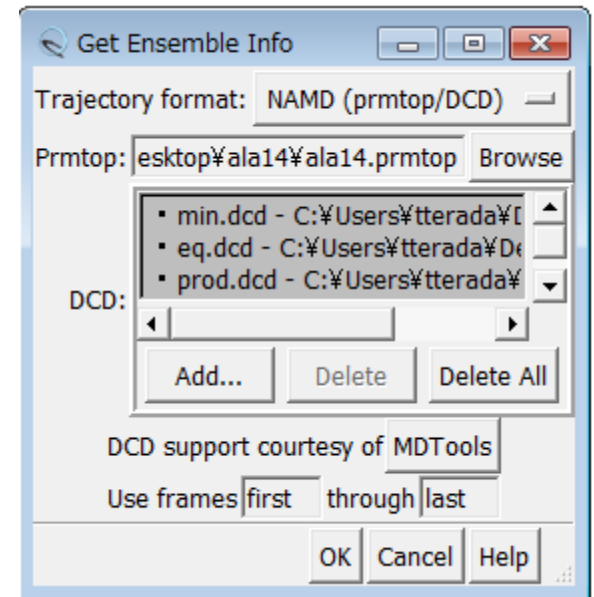 Get Ensemble Info
Trajectory format: NAMD (prmtop/DCD)
Prmtop: esktop¥ala14¥ala14.prmtop Browse
min.dcd - C:¥Users¥tterada¥D
eq.dcd - C:¥Users¥tterada¥De
prod.dcd - C:¥Users¥tterada¥
DCD:
Add... Delete Delete All
DCD support courtesy of MDTools
Use frames first through last
OK Cancel Help